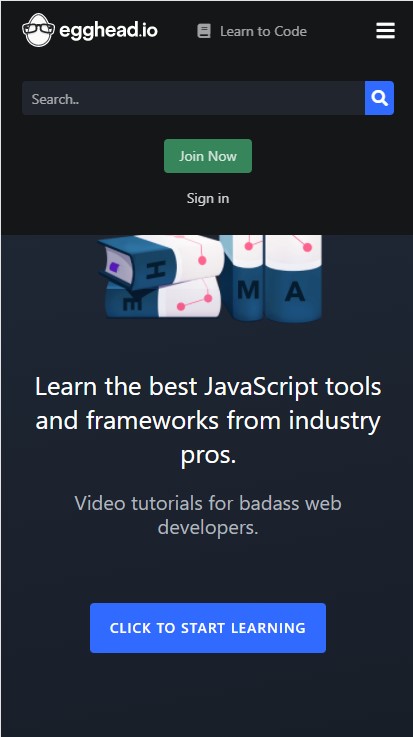 egghead.io
Learn to Code
Search..
Join Now
Sign in
H
E
M
A
Learn the best JavaScript tools
and frameworks from industry
pros.
Video tutorials for badass web
developers.
CLICK TO START LEARNING